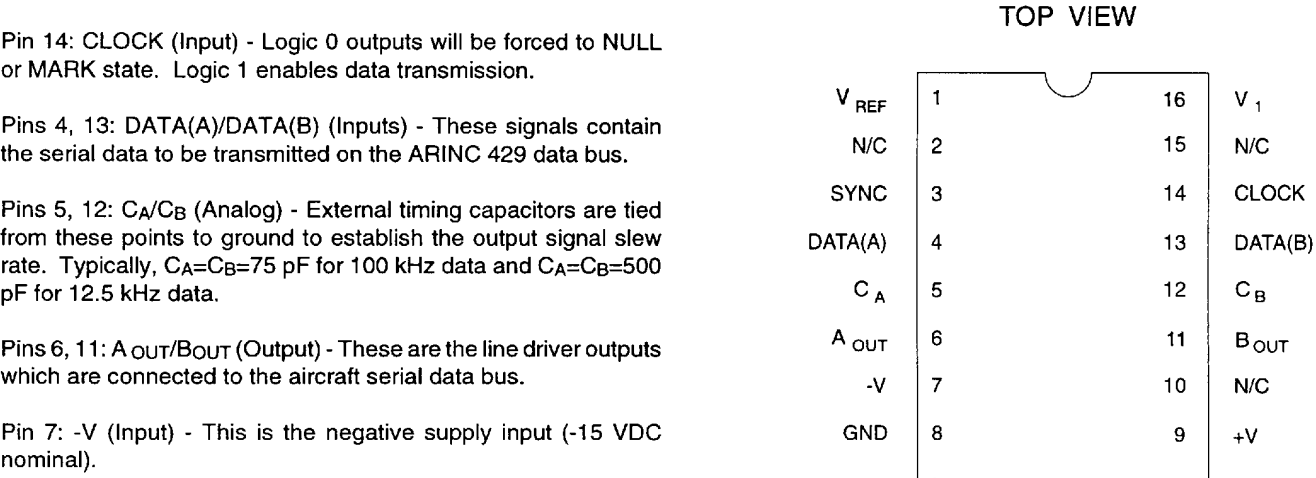 Pin 14: CLOCK (Input) - Logic 0 outputs will be forced to NULL
or MARK state. Logic 1 enables data transmission.
Pins 4, 13: DATA(A)/DATA(B) (Inputs) - These signals contain
the serial data to be transmitted on the ARINC 429 data bus.
Pins 5, 12: CA/CB (Analog) - External timing capacitors are tied
from these points to ground to establish the output signal slew
rate. Typically, CA=CB=75 pF for 100 kHz data and CA=CB=500
pF for 12.5 kHz data.
Pins 6, 11: A OUT/BOUT (Output) - These are the line driver outputs
which are connected to the aircraft serial data bus.
Pin 7: -V (Input) - This is the negative supply input (-15 VDC
nominal).
TOP VIEW
V REF 1 16 V 1
N/C 2 15 N/C
SYNC 3 14 CLOCK
DATA(A) 4 13 DATA(B)
C A 5 12 C B
A OUT 6 11 B OUT
-V 7 10 N/C
GND 8 9 +V